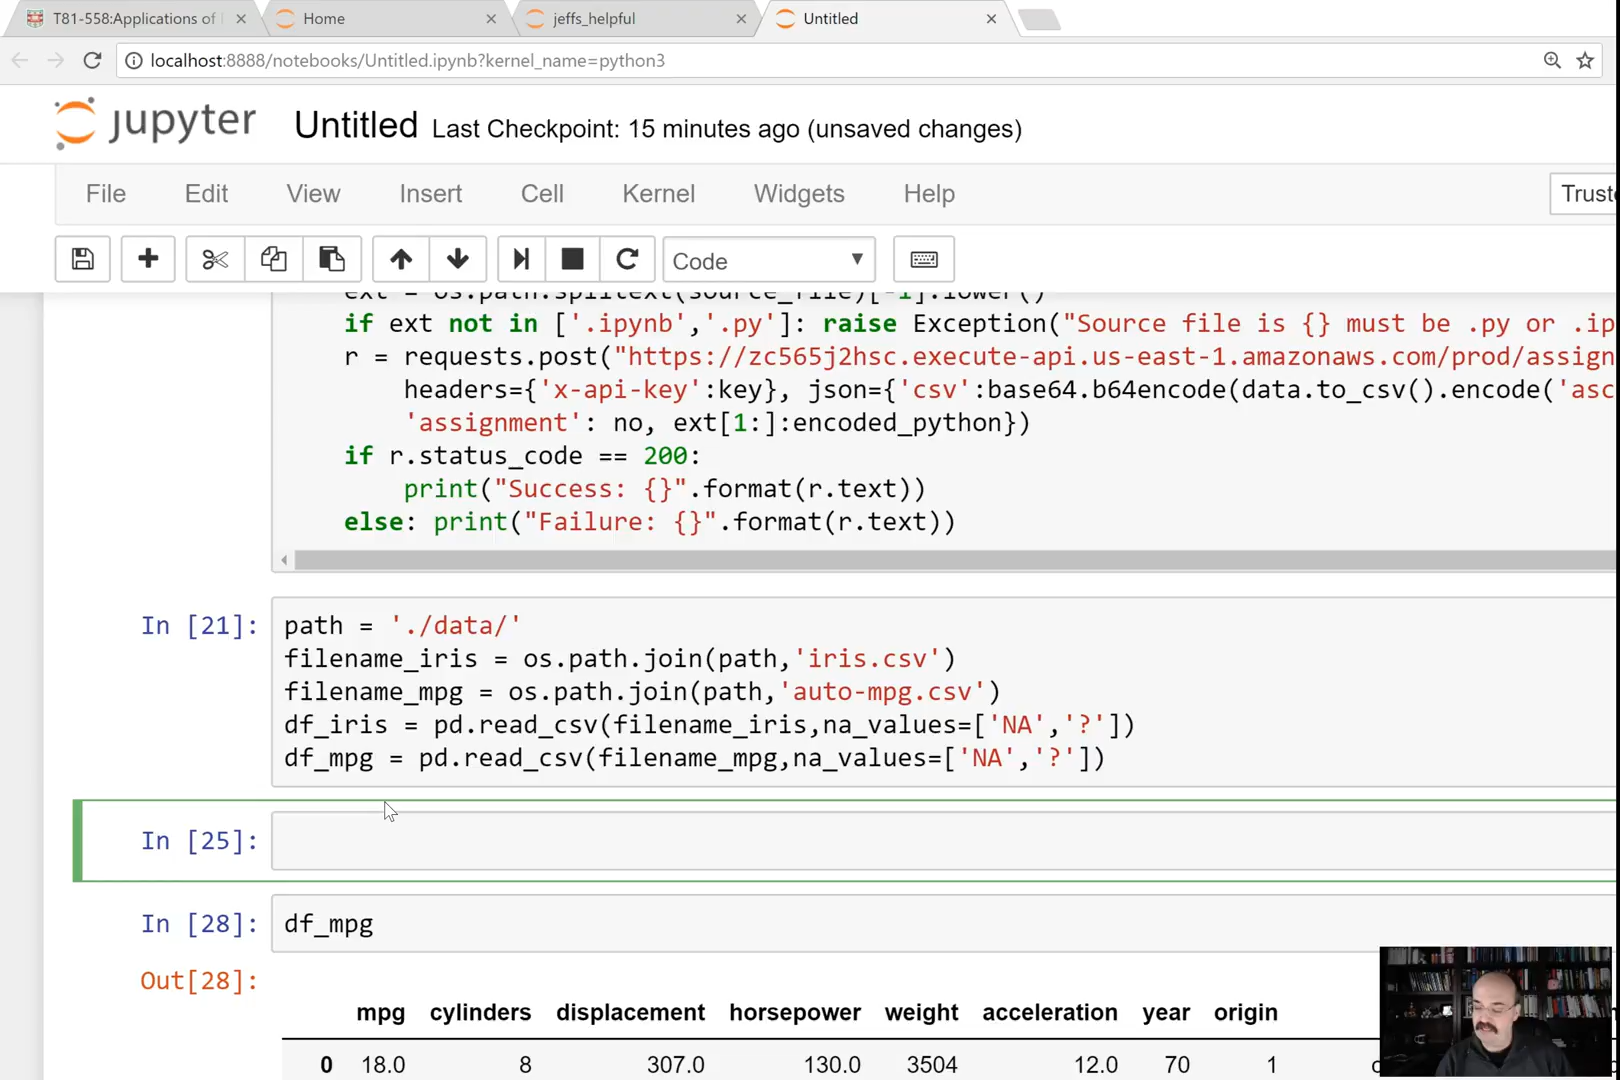 T81-558:Applications of
Home
jeffs_helpful
Untitled
localhost:8888/notebooks/Untitled.ipynb?kernel_name=python3
jupyter Untitled Last Checkpoint: 15 minutes ago (unsaved changes)
File Edit View Insert Cell Kernel Widgets Help
Code
ext = os.path.splitext(source_file)[-1].lower()
if ext not in ['.ipynb','.py']: raise Exception("Source file is {} must be .py or .ip
r = requests.post("https://zc565j2hsc.execute-api.us-east-1.amazonaws.com/prod/assign
headers={'x-api-key':key}, json={'csv':base64.b64encode(data.to_csv().encode('asc
'assignment': no, ext[1:]:encoded_python})
if r.status_code == 200:
print("Success: {}".format(r.text))
else: print("Failure: {}".format(r.text))
In [21]: path = './data/'
filename_iris = os.path.join(path,'iris.csv')
filename_mpg = os.path.join(path,'auto-mpg.csv')
df_iris = pd.read_csv(filename_iris,na_values=['NA','?'])
df_mpg = pd.read_csv(filename_mpg,na_values=['NA','?'])
In [25]:
In [28]: df_mpg
Out[28]:
mpg cylinders displacement horsepower weight acceleration year origin
0 18.0 8 307.0 130.0 3504 12.0 70 1